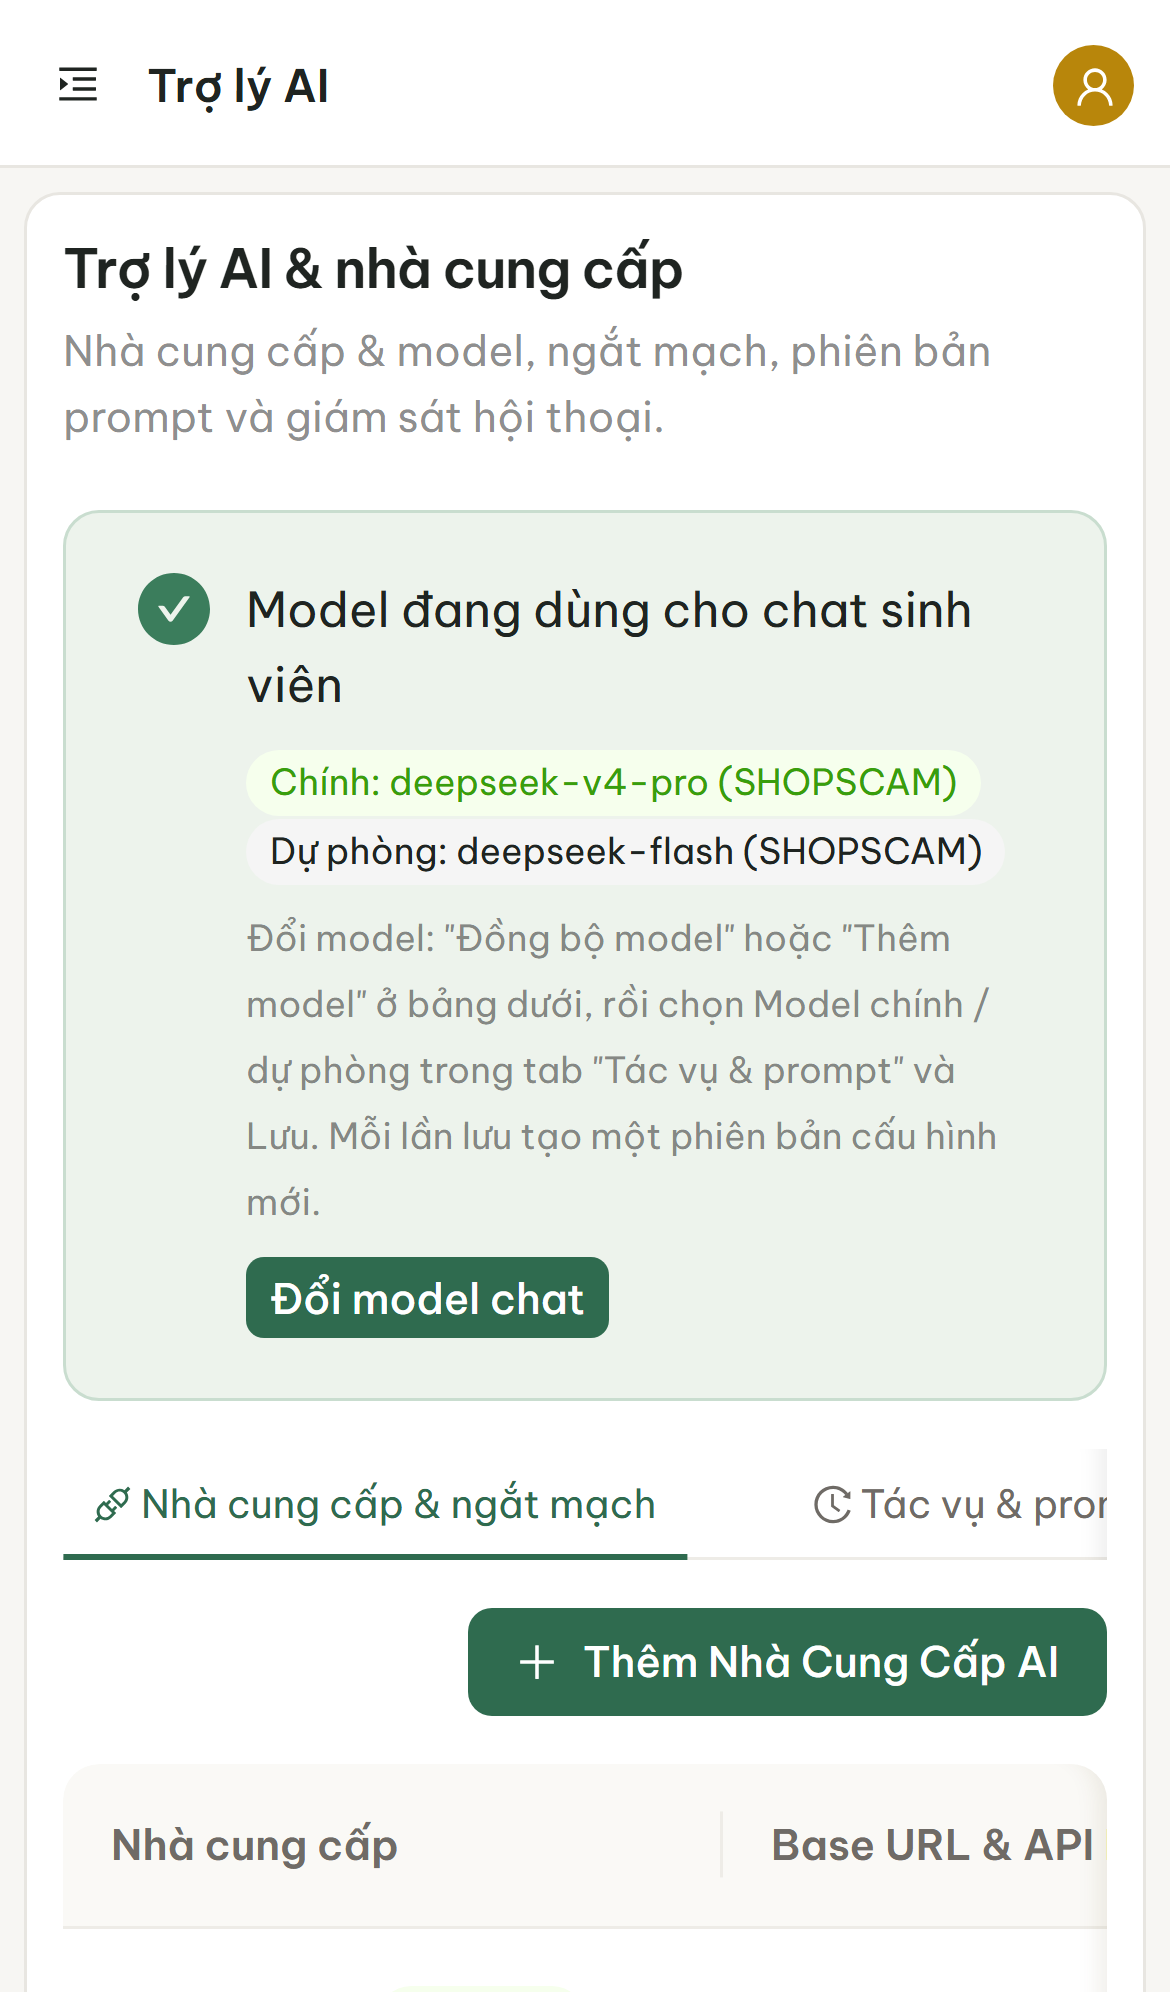 Trợ lý AI
Trợ lý AI & nhà cung cấp
Nhà cung cấp & model, ngắt mạch, phiên bản
prompt và giám sát hội thoại.
Model đang dùng cho chat sinh
viên
Chính: deepseek-v4-pro (SHOPSCAM)
Dự phòng: deepseek-flash (SHOPSCAM)
Đổi model: "Đồng bộ model" hoặc "Thêm
model" ở bảng dưới, rồi chọn Model chính /
dự phòng trong tab "Tác vụ & prompt" và
Lưu. Mỗi lần lưu tạo một phiên bản cấu hình
mới.
Đổi model chat
Nhà cung cấp & ngắt mạch
Tác vụ &
Thêm Nhà Cung Cấp AI
Nhà cung cấp
Base URL & API